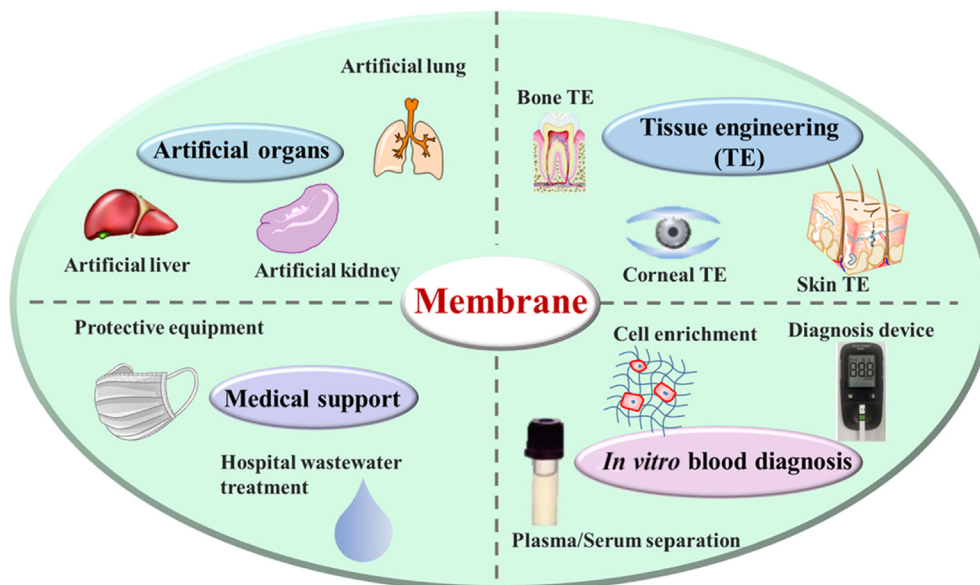 Artificial lung
Artificial organs
Artificial liver
Artificial kidney
Bone TE
Tissue engineering
(TE)
Corneal TE
Skin TE
Membrane
Protective equipment
Medical support
Hospital wastewater
treatment
Cell enrichment
Diagnosis device
In vitro blood diagnosis
Plasma/Serum separation